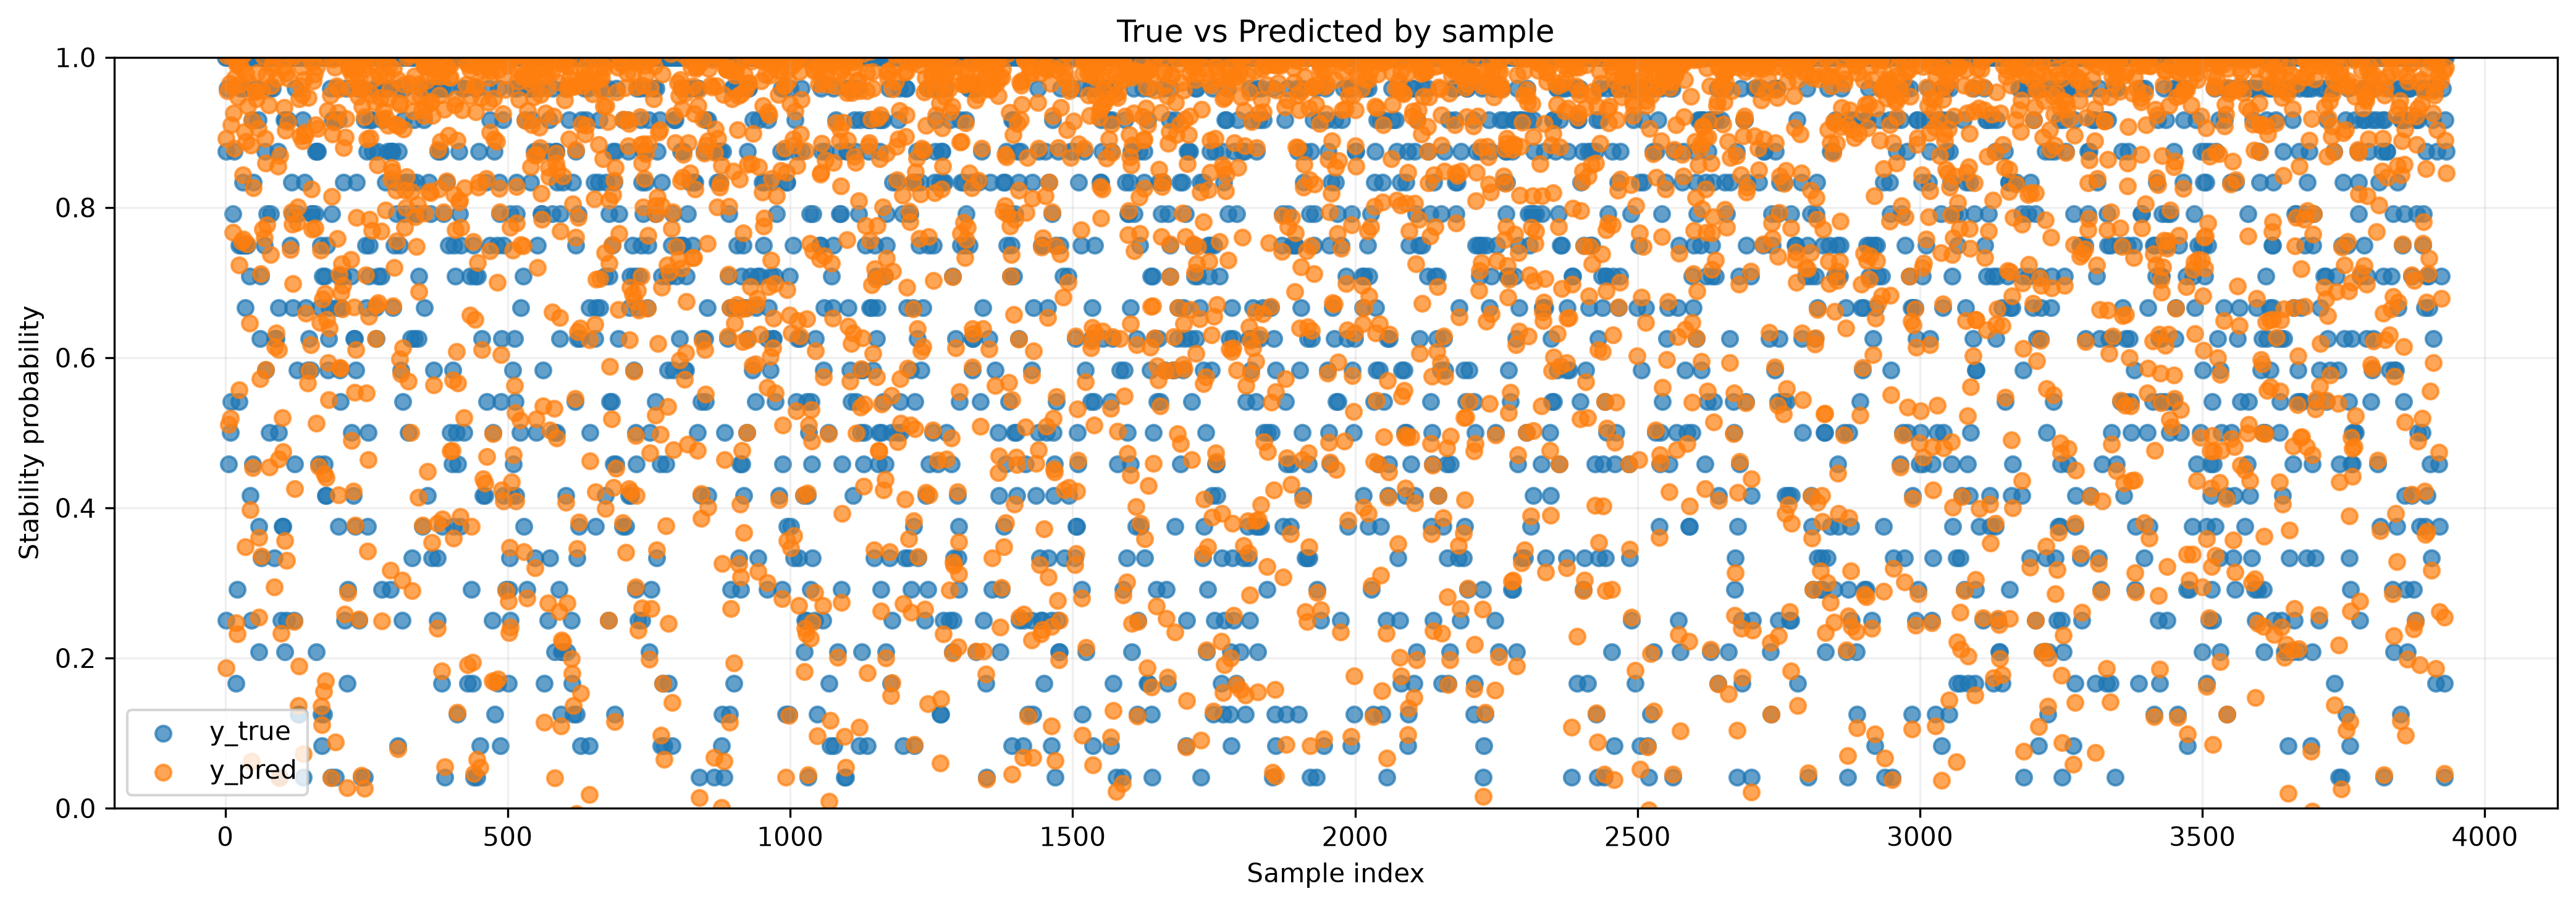 True vs Predicted by sample
Stability probability
1.0
0.8
0.6
0.4
0.2
0.0
y_true
y_pred
0 500 1000 1500 2000 2500 3000 3500 4000
Sample index